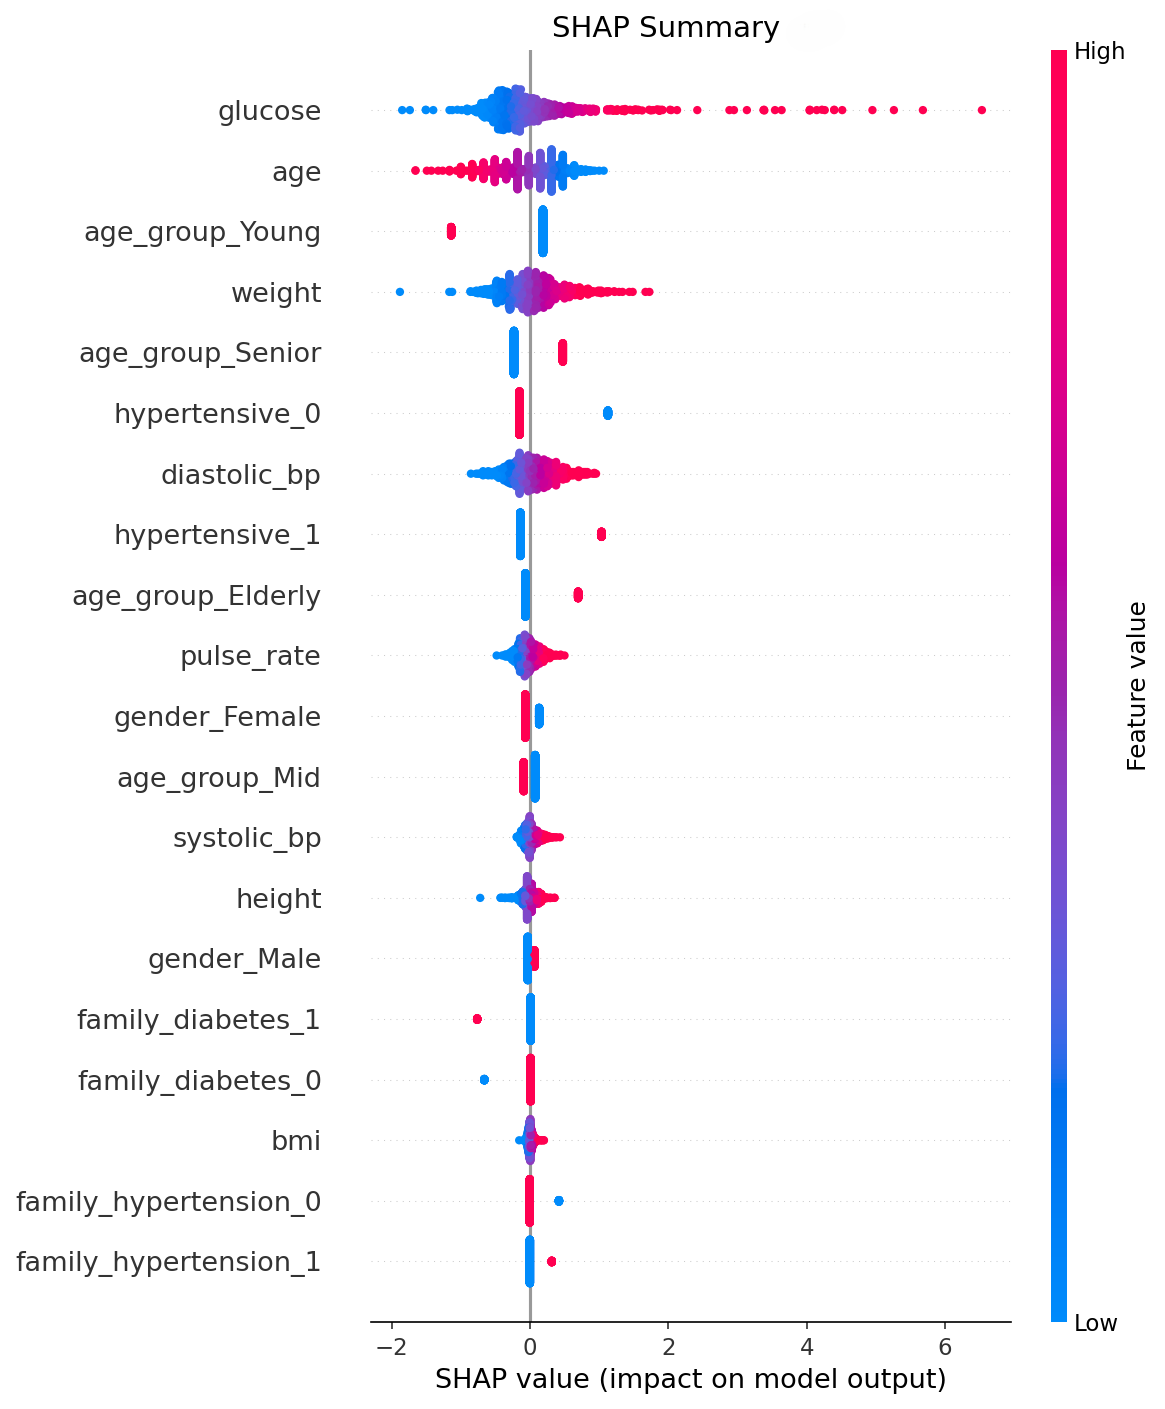 SHAP Summary
High
glucose
age
age_group_Young
weight
age_group_Senior
hypertensive_0
diastolic_bp
hypertensive_1
age_group_Elderly
pulse_rate
gender_Female
age_group_Mid
systolic_bp
height
gender_Male
family_diabetes_1
family_diabetes_0
bmi
family_hypertension_0
family_hypertension_1
Feature value
Low
−2 0 2 4 6
SHAP value (impact on model output)